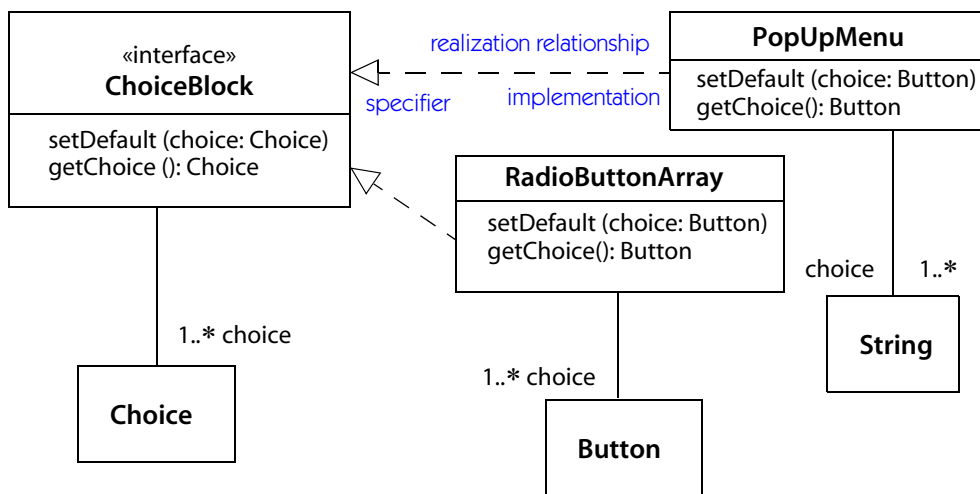 «interface»
ChoiceBlock
setDefault (choice: Choice)
getChoice (): Choice
realization relationship
specifier
implementation
PopUpMenu
setDefault (choice: Button)
getChoice(): Button
RadioButtonArray
setDefault (choice: Button)
getChoice(): Button
choice 1..*
String
1..* choice
Choice
1..* choice
Button